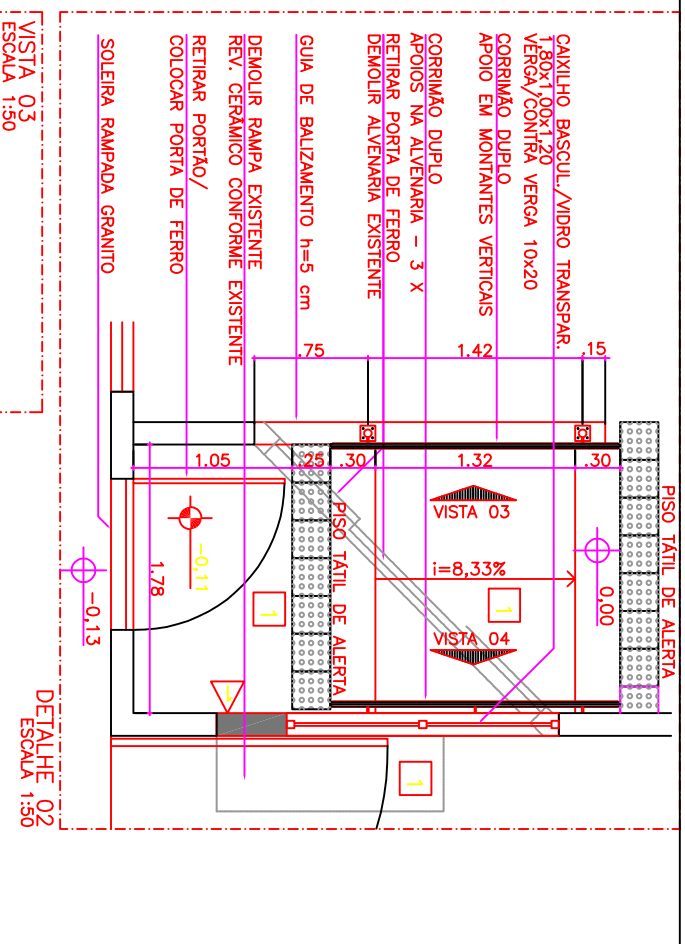 CAIXILHO BASCUL./VIDRO TRANSPAR.
1,80x1,00x1,20
VERGA/CONTRA VERGA 10x20
CORRIMÃO DUPLO
APOIO EM MONTANTES VERTICAIS
CORRIMÃO DUPLO
APOIOS NA ALVENARIA - 3 X
RETIRAR PORTA DE FERRO
DEMOLIR ALVENARIA EXISTENTE
GUIA DE BALIZAMENTO h=5 cm
DEMOLIR RAMPA EXISTENTE
REV. CERÂMICO CONFORME EXISTENTE
RETIRAR PORTÃO/
COLOCAR PORTA DE FERRO
SOLEIRA RAMPADA GRANITO
VISTA 03
ESCALA 1:50
.75
1.42
.15
1.05
.25
.30
1.32
.30
PISO TÁTIL DE ALERTA
VISTA 03
i=8,33%
0,00
1
VISTA 04
PISO TÁTIL DE ALERTA
-0,11
1
1.78
-0,13
1
1
DETALHE 02
ESCALA 1:50